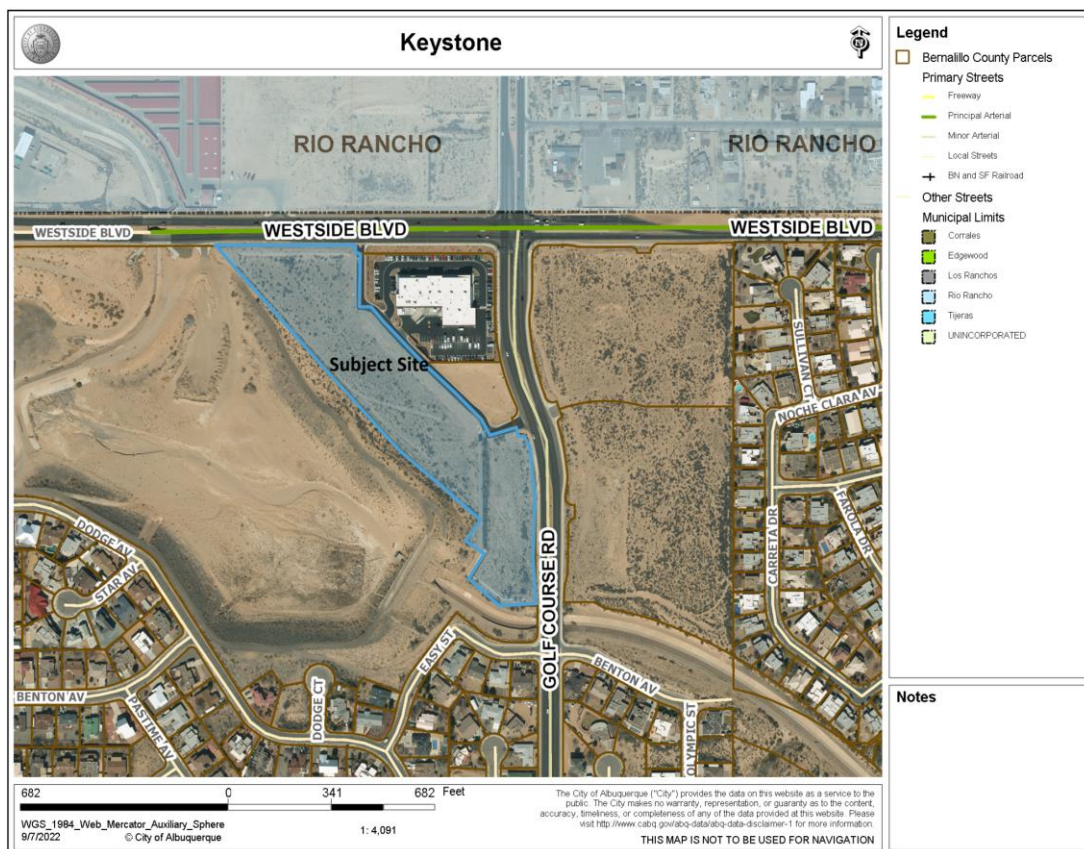 Keystone
RIO RANCHO
RIO RANCHO
WESTSIDE BLVD
WESTSIDE BLVD
WESTSIDE BLVD
Subject Site
SULLIVAN CT
NOCHE CLARA AV
FAROLA DR
CARRETA DR
GOLF COURSE RD
DODGE AV
STAR AV
EASY ST
BENTON AV
BENTON AV
DODGE CT
PASTIME AV
OLYMPIC ST
682
0
341
682 Feet
WGS_1984_Web_Mercator_Auxiliary_Sphere
9/7/2022
© City of Albuquerque
1: 4,091
The City of Albuquerque ("City") provides the data on this website as a service to the
public. The City makes no warranty, representation, or guaranty as to the content,
accuracy, timeliness, or completeness of any of the data provided at this website. Please
visit http://www.cabq.gov/abq-data/abq-data-disclaimer-1 for more information.
THIS MAP IS NOT TO BE USED FOR NAVIGATION
Legend
Bernalillo County Parcels
Primary Streets
Freeway
Principal Arterial
Minor Arterial
Local Streets
BN and SF Railroad
Other Streets
Municipal Limits
Corrales
Edgewood
Los Ranchos
Rio Rancho
Tijeras
UNINCORPORATED
Notes